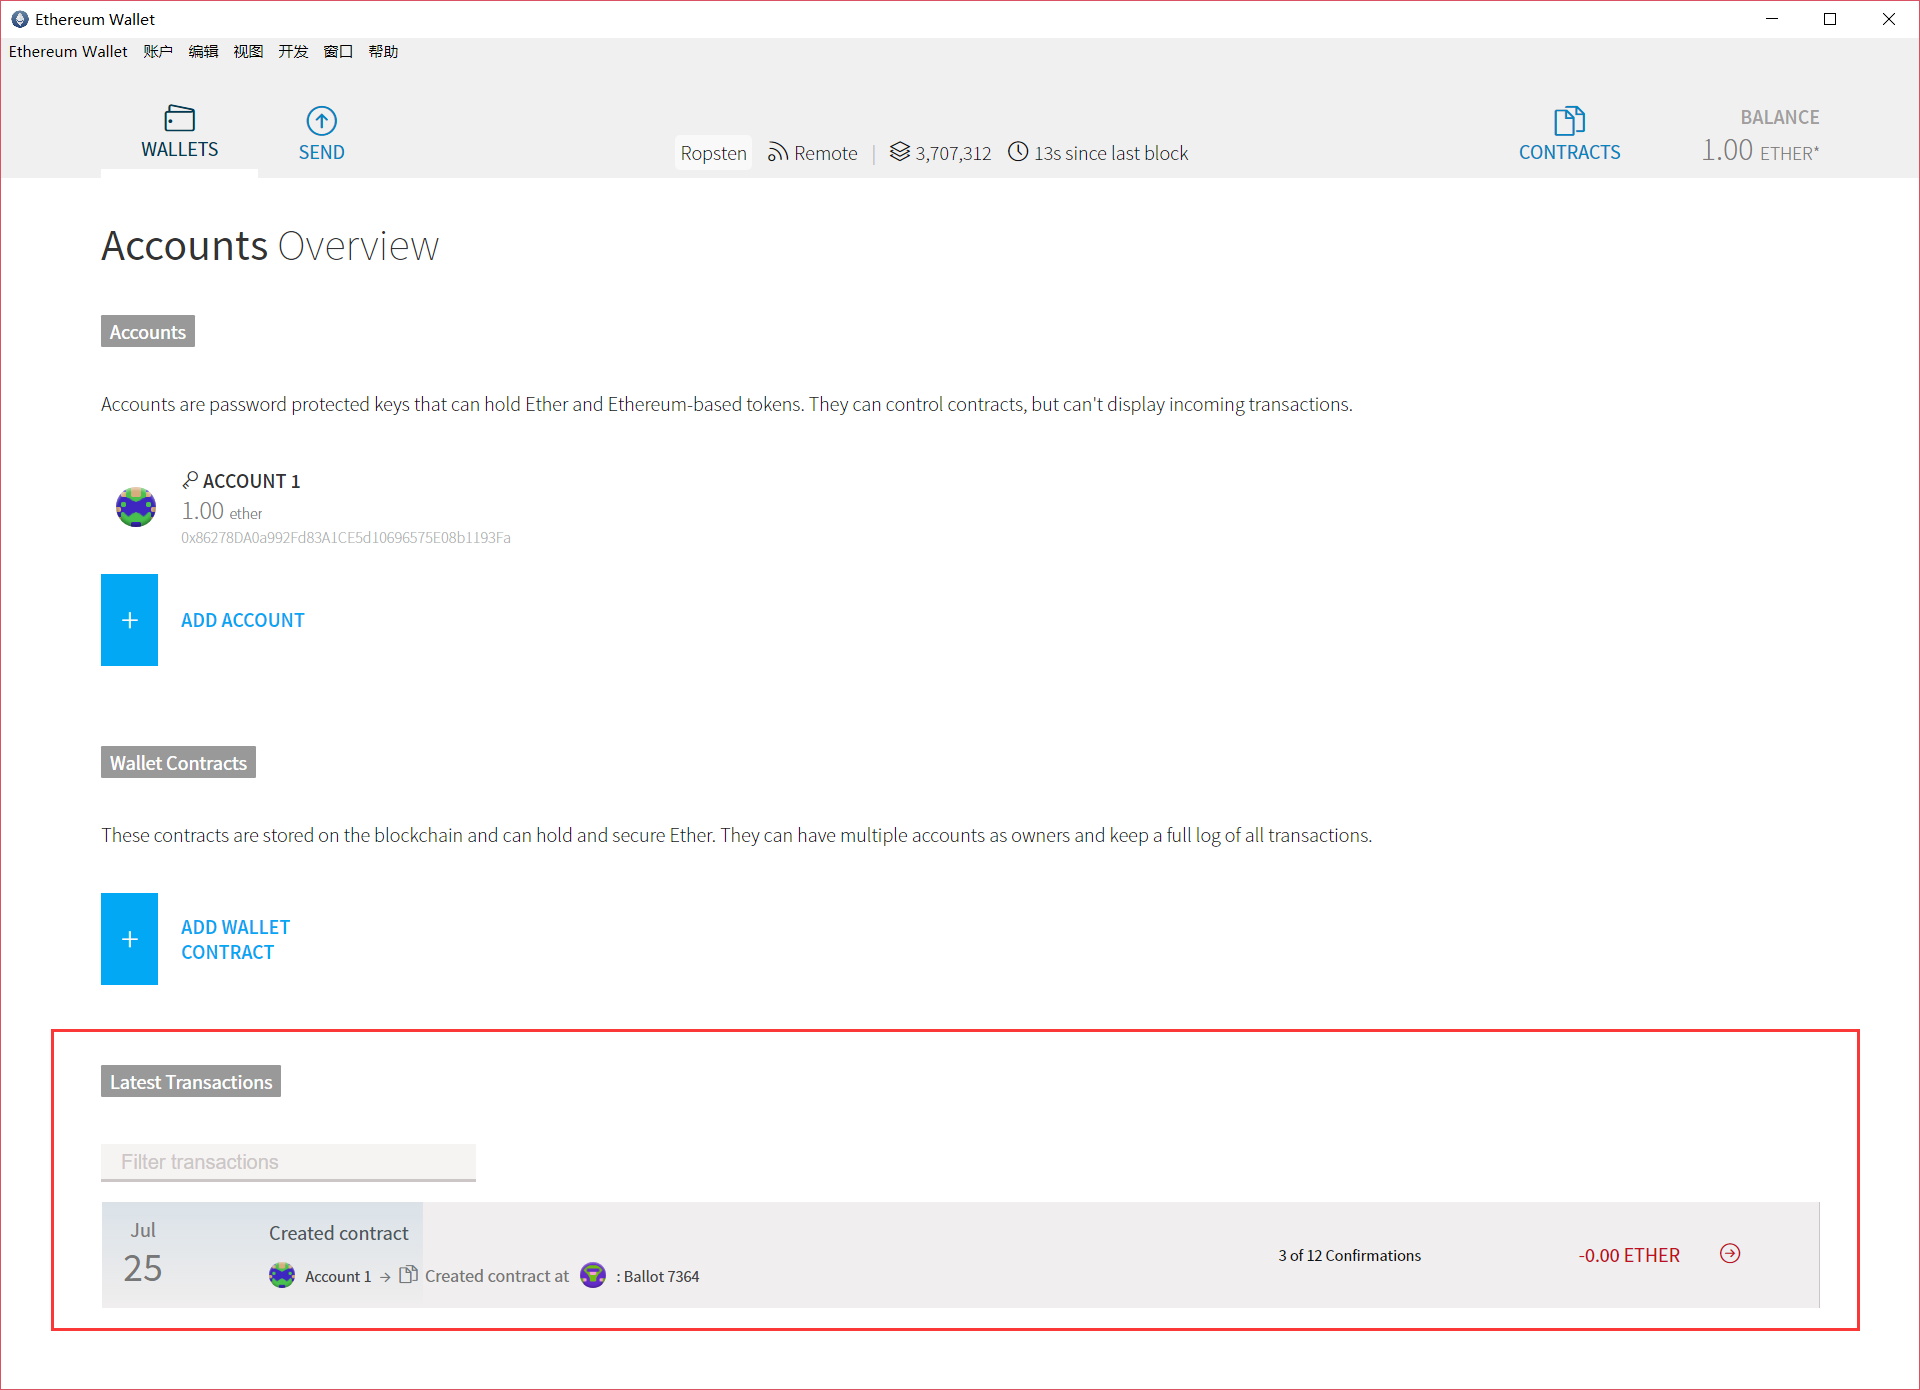 Ethereum Wallet
Ethereum Wallet 账户 编辑 视图 开发 窗口 帮助
WALLETS
SEND
Ropsten Remote | 3,707,312 13s since last block
CONTRACTS
BALANCE
1.00 ETHER*
Accounts Overview
Accounts
Accounts are password protected keys that can hold Ether and Ethereum-based tokens. They can control contracts, but can't display incoming transactions.
ACCOUNT 1
1.00 ether
0x86278DA0a992Fd83A1CE5d10696575E08b1193Fa
+ ADD ACCOUNT
Wallet Contracts
These contracts are stored on the blockchain and can hold and secure Ether. They can have multiple accounts as owners and keep a full log of all transactions.
+ ADD WALLET
CONTRACT
Latest Transactions
Filter transactions
Jul
25
Created contract
Account 1 → Created contract at : Ballot 7364
3 of 12 Confirmations
-0.00 ETHER